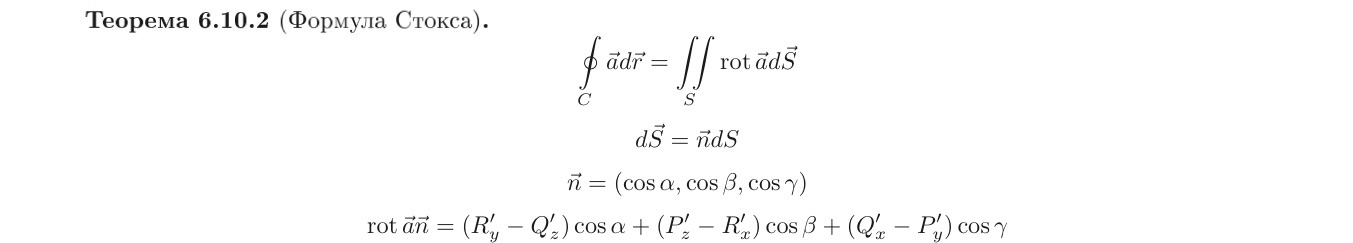 Теорема 6.10.2 (Формула Стокса).
∮_C a⃗dr⃗ = ∬_S rot a⃗dS⃗
dS⃗ = n⃗dS
n⃗ = (cos α, cos β, cos γ)
rot a⃗n⃗ = (R′_y − Q′_z) cos α + (P′_z − R′_x) cos β + (Q′_x − P′_y) cos γ